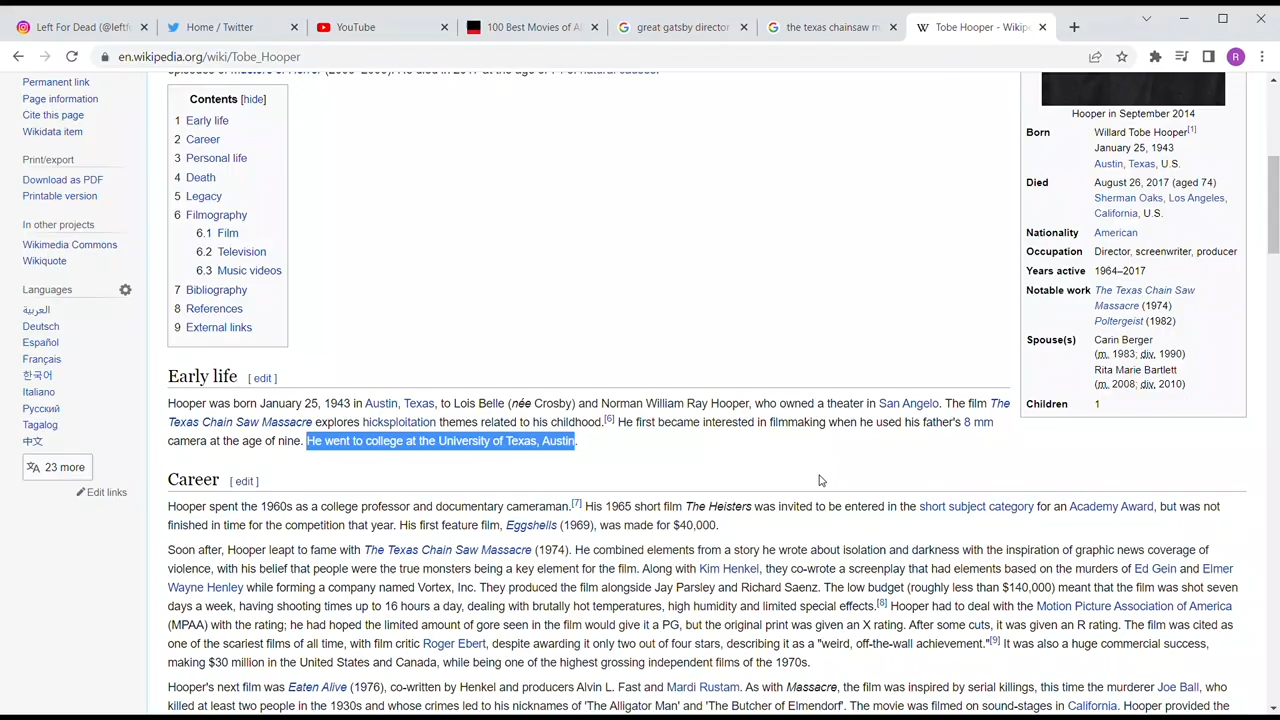 Left For Dead (@leftf
Home / Twitter
YouTube
100 Best Movies of Al
great gatsby director
the texas chainsaw m
Tobe Hooper - Wikipe
en.wikipedia.org/wiki/Tobe_Hooper
R
Permanent link
Page information
Cite this page
Wikidata item
Print/export
Download as PDF
Printable version
In other projects
Wikimedia Commons
Wikiquote
Languages
العربية
Deutsch
Español
Français
한국어
Italiano
Русский
Tagalog
中文
23 more
Edit links
Contents [hide]
1 Early life
2 Career
3 Personal life
4 Death
5 Legacy
6 Filmography
6.1 Film
6.2 Television
6.3 Music videos
7 Bibliography
8 References
9 External links
Hooper in September 2014
Born Willard Tobe Hooper[1]
January 25, 1943
Austin, Texas, U.S.
Died August 26, 2017 (aged 74)
Sherman Oaks, Los Angeles,
California, U.S.
Nationality American
Occupation Director, screenwriter, producer
Years active 1964–2017
Notable work The Texas Chain Saw
Massacre (1974)
Poltergeist (1982)
Spouse(s) Carin Berger
(m. 1983; div. 1990)
Rita Marie Bartlett
(m. 2008; div. 2010)
Children 1
Early life [ edit ]
Hooper was born January 25, 1943 in Austin, Texas, to Lois Belle (née Crosby) and Norman William Ray Hooper, who owned a theater in San Angelo. The film The
Texas Chain Saw Massacre explores hicksploitation themes related to his childhood.[6] He first became interested in filmmaking when he used his father's 8 mm
camera at the age of nine. He went to college at the University of Texas, Austin.
Career [ edit ]
Hooper spent the 1960s as a college professor and documentary cameraman.[7] His 1965 short film The Heisters was invited to be entered in the short subject category for an Academy Award, but was not
finished in time for the competition that year. His first feature film, Eggshells (1969), was made for $40,000.
Soon after, Hooper leapt to fame with The Texas Chain Saw Massacre (1974). He combined elements from a story he wrote about isolation and darkness with the inspiration of graphic news coverage of
violence, with his belief that people were the true monsters being a key element for the film. Along with Kim Henkel, they co-wrote a screenplay that had elements based on the murders of Ed Gein and Elmer
Wayne Henley while forming a company named Vortex, Inc. They produced the film alongside Jay Parsley and Richard Saenz. The low budget (roughly less than $140,000) meant that the film was shot seven
days a week, having shooting times up to 16 hours a day, dealing with brutally hot temperatures, high humidity and limited special effects.[8] Hooper had to deal with the Motion Picture Association of America
(MPAA) with the rating; he had hoped the limited amount of gore seen in the film would give it a PG, but the original print was given an X rating. After some cuts, it was given an R rating. The film was cited as
one of the scariest films of all time, with film critic Roger Ebert, despite awarding it only two out of four stars, describing it as a "weird, off-the-wall achievement."[9] It was also a huge commercial success,
making $30 million in the United States and Canada, while being one of the highest grossing independent films of the 1970s.
Hooper's next film was Eaten Alive (1976), co-written by Henkel and producers Alvin L. Fast and Mardi Rustam. As with Massacre, the film was inspired by serial killings, this time the murderer Joe Ball, who
killed at least two people in the 1930s and whose crimes led to his nicknames of 'The Alligator Man' and 'The Butcher of Elmendorf'. The movie was filmed on sound-stages in California. Hooper provided the